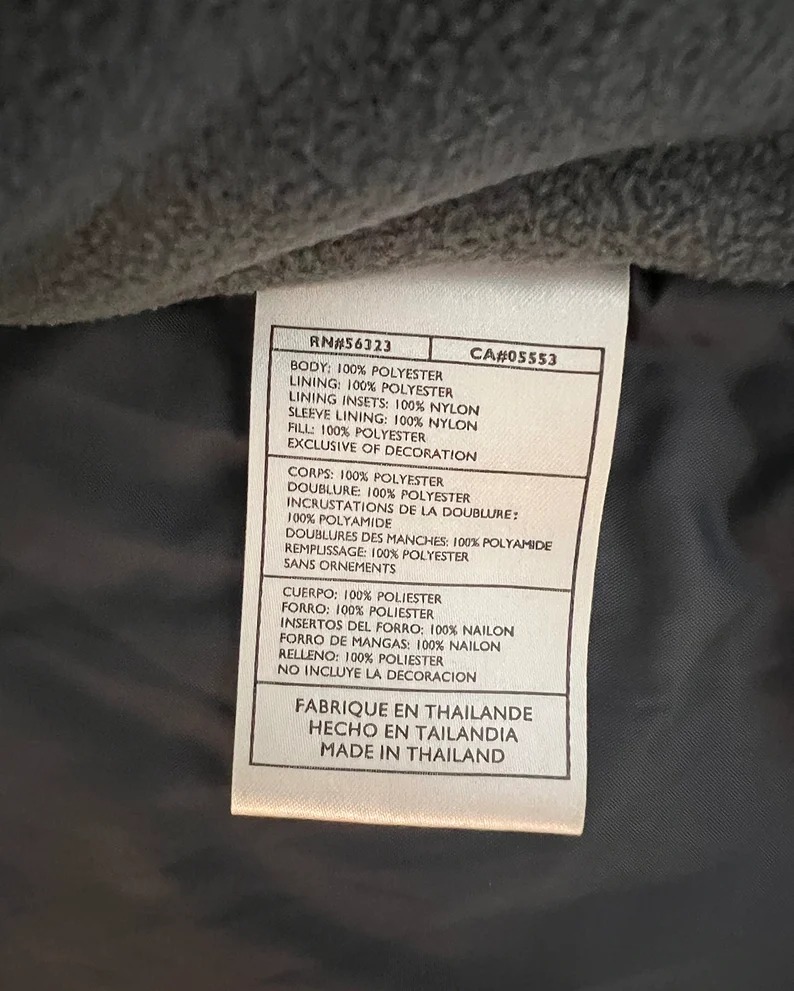 RN#56323 CA#05553
BODY: 100% POLYESTER
LINING: 100% POLYESTER
LINING INSETS: 100% NYLON
SLEEVE LINING: 100% NYLON
FILL: 100% POLYESTER
EXCLUSIVE OF DECORATION
CORPS: 100% POLYESTER
DOUBLURE: 100% POLYESTER
INCRUSTATIONS DE LA DOUBLURE:
100% POLYAMIDE
DOUBLURES DES MANCHES: 100% POLYAMIDE
REMPLISSAGE: 100% POLYESTER
SANS ORNEMENTS
CUERPO: 100% POLIESTER
FORRO: 100% POLIESTER
INSERTOS DEL FORRO: 100% NAILON
FORRO DE MANGAS: 100% NAILON
RELLENO: 100% POLIESTER
NO INCLUYE LA DECORACION
FABRIQUE EN THAILANDE
HECHO EN TAILANDIA
MADE IN THAILAND